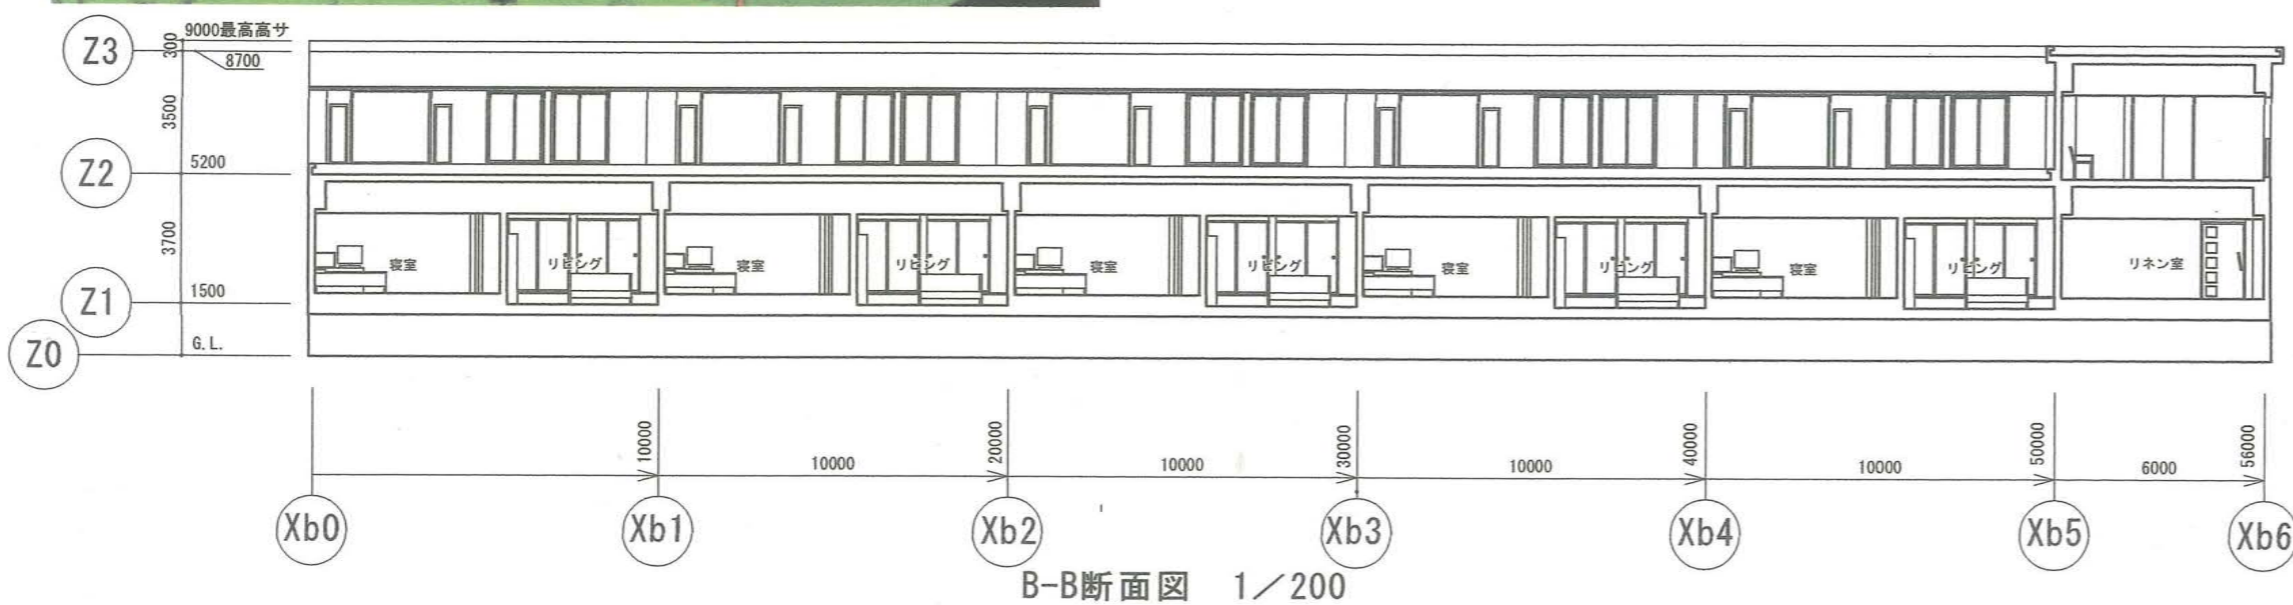 9000最高高サ
Z3
300
8700
3500
Z2
5200
3700
Z1
1500
Z0
G.L.
寝室
リビング
寝室
リビング
寝室
リビング
寝室
リビング
寝室
リビング
リネン室
10000
10000
20000
10000
30000
10000
40000
10000
50000
6000
56000
Xb0
Xb1
Xb2
Xb3
Xb4
Xb5
Xb6
B-B断面図 1/200